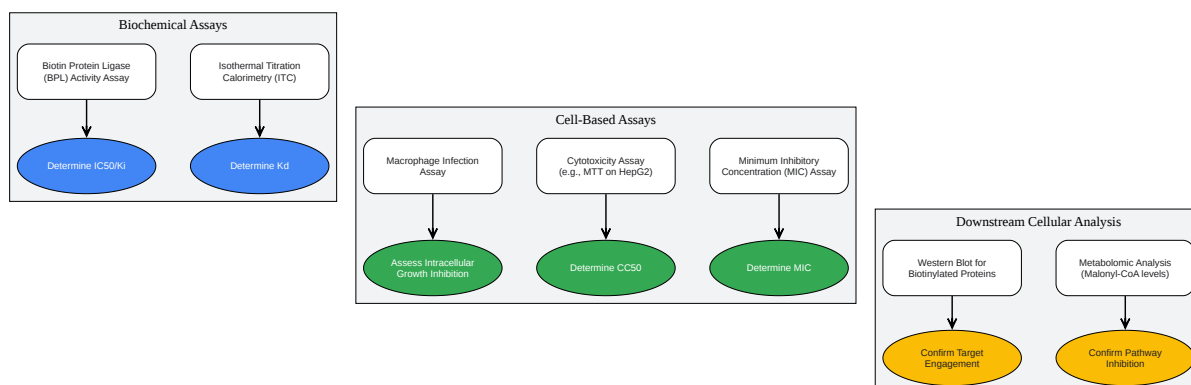 Biochemical Assays
Biotin Protein Ligase
(BPL) Activity Assay
Isothermal Titration
Calorimetry (ITC)
Determine IC50/Ki
Determine Kd
Cell-Based Assays
Macrophage Infection
Assay
Cytotoxicity Assay
(e.g., MTT on HepG2)
Minimum Inhibitory
Concentration (MIC) Assay
Assess Intracellular
Growth Inhibition
Determine CC50
Determine MIC
Downstream Cellular Analysis
Western Blot for
Biotinylated Proteins
Metabolomic Analysis
(Malonyl-CoA levels)
Confirm Target
Engagement
Confirm Pathway
Inhibition